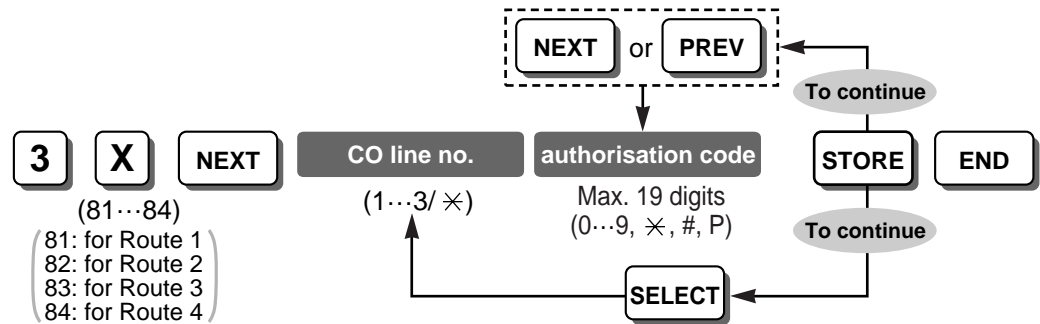 NEXT or PREV
To continue
3 X NEXT CO line no. authorisation code STORE END
(81⋯84) (1⋯3/ ✕) Max. 19 digits
(0⋯9, ✕, #, P)
To continue
81: for Route 1
82: for Route 2
83: for Route 3
84: for Route 4
SELECT